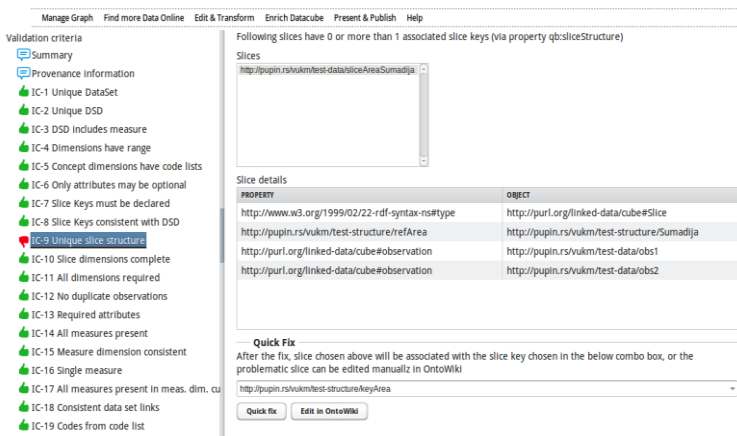 Manage Graph Find more Data Online Edit & Transform Enrich Datacube Present & Publish Help
Validation criteria
Summary
Provenance information
IC-1 Unique DataSet
IC-2 Unique DSD
IC-3 DSD includes measure
IC-4 Dimensions have range
IC-5 Concept dimensions have code lists
IC-6 Only attributes may be optional
IC-7 Slice Keys must be declared
IC-8 Slice Keys consistent with DSD
IC-9 Unique slice structure
IC-10 Slice dimensions complete
IC-11 All dimensions required
IC-12 No duplicate observations
IC-13 Required attributes
IC-14 All measures present
IC-15 Measure dimension consistent
IC-16 Single measure
IC-17 All measures present in meas. dim. cu
IC-18 Consistent data set links
IC-19 Codes from code list
Following slices have 0 or more than 1 associated slice keys (via property qb:sliceStructure)
Slices
http://pupin.rs/vukm/test-data/sliceAreaSumadija
Slice details
PROPERTY OBJECT
http://www.w3.org/1999/02/22-rdf-syntax-ns#type http://purl.org/linked-data/cube#Slice
http://pupin.rs/vukm/test-structure/refArea http://pupin.rs/vukm/test-structure/Sumadija
http://purl.org/linked-data/cube#observation http://pupin.rs/vukm/test-data/obs1
http://purl.org/linked-data/cube#observation http://pupin.rs/vukm/test-data/obs2
Quick Fix
After the fix, slice chosen above will be associated with the slice key chosen in the below combo box, or the
problematic slice can be edited manuallz in OntoWiki
http://pupin.rs/vukm/test-structure/keyArea
Quick fix Edit in OntoWiki